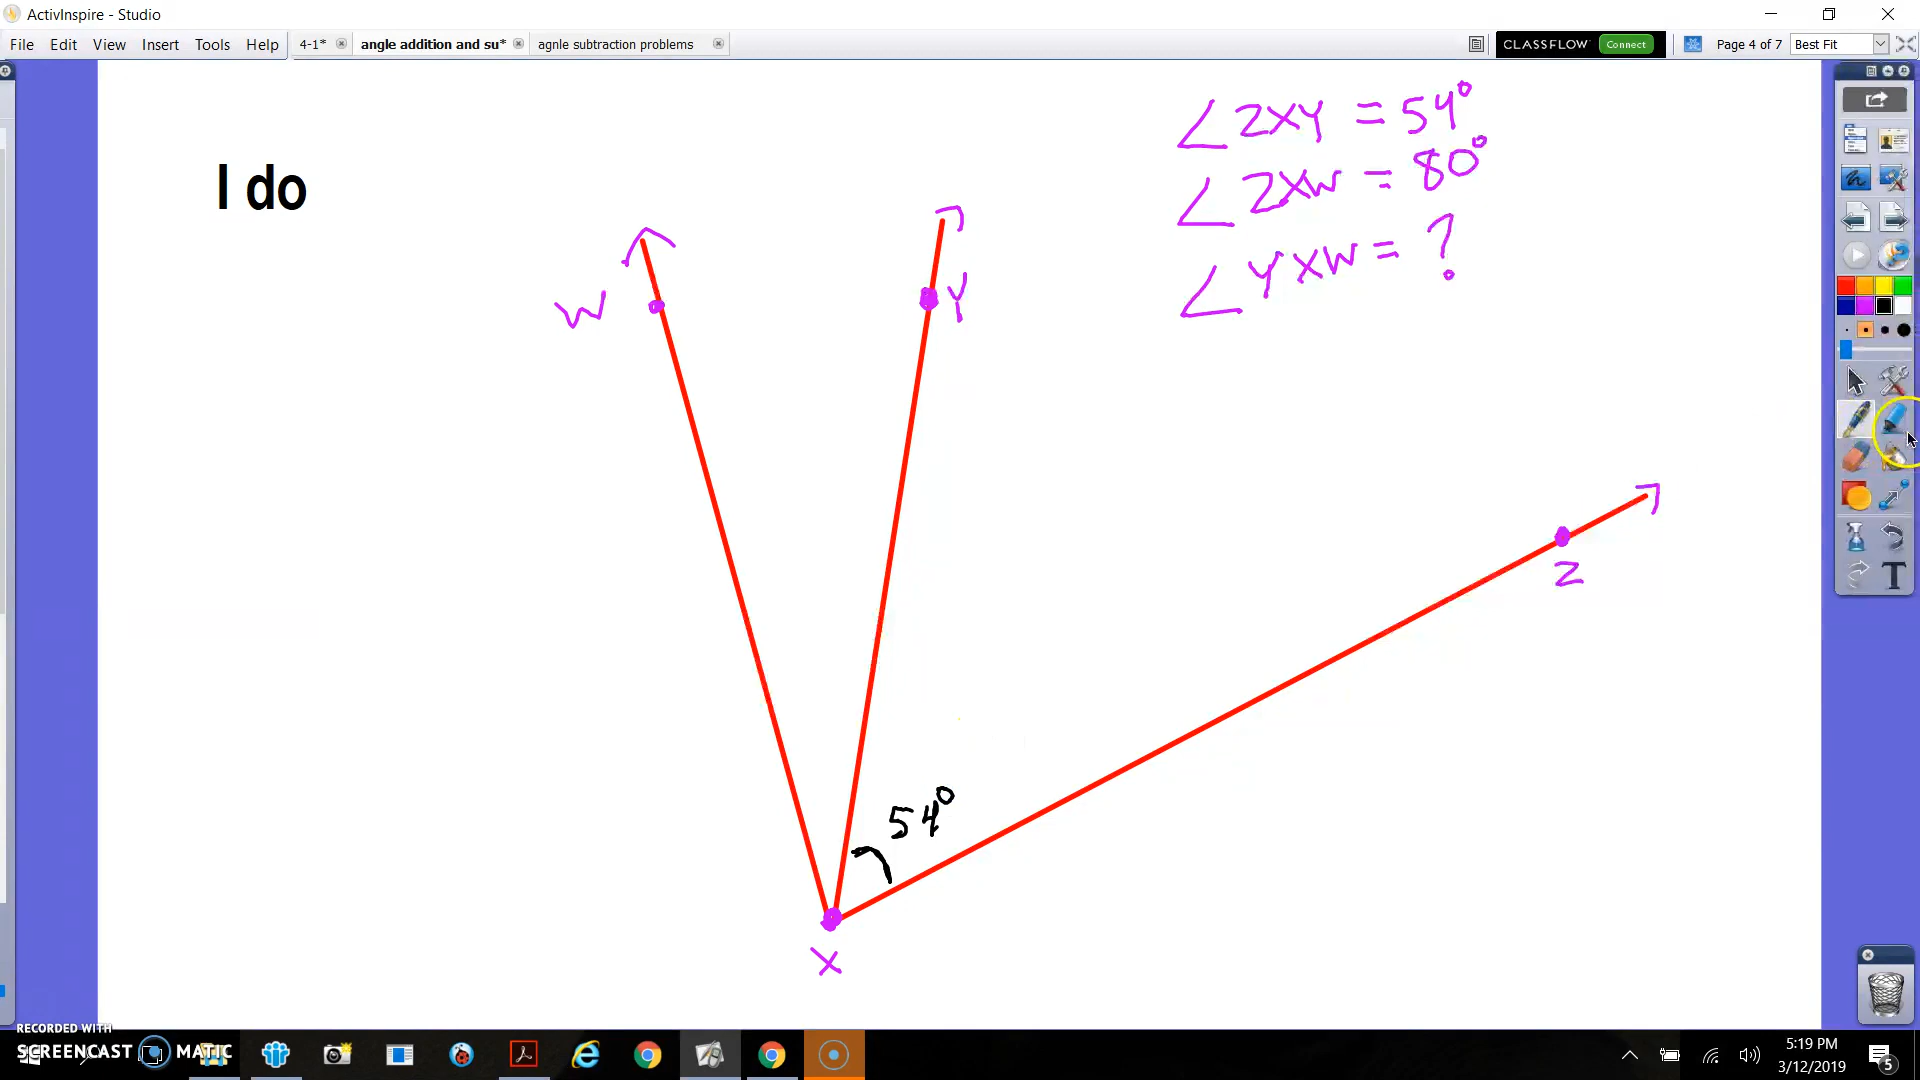 ActivInspire - Studio
File Edit View Insert Tools Help
4-1*
angle addition and su*
agnle subtraction problems
CLASSFLOW Connect
Page 4 of 7
Best Fit
I do
∠ZXY = 54°
∠ZXW = 80°
∠YXW = ?
W
Y
Z
54°
X
T
RECORDED WITH
SCREENCAST MATIC
5:19 PM
3/12/2019
5